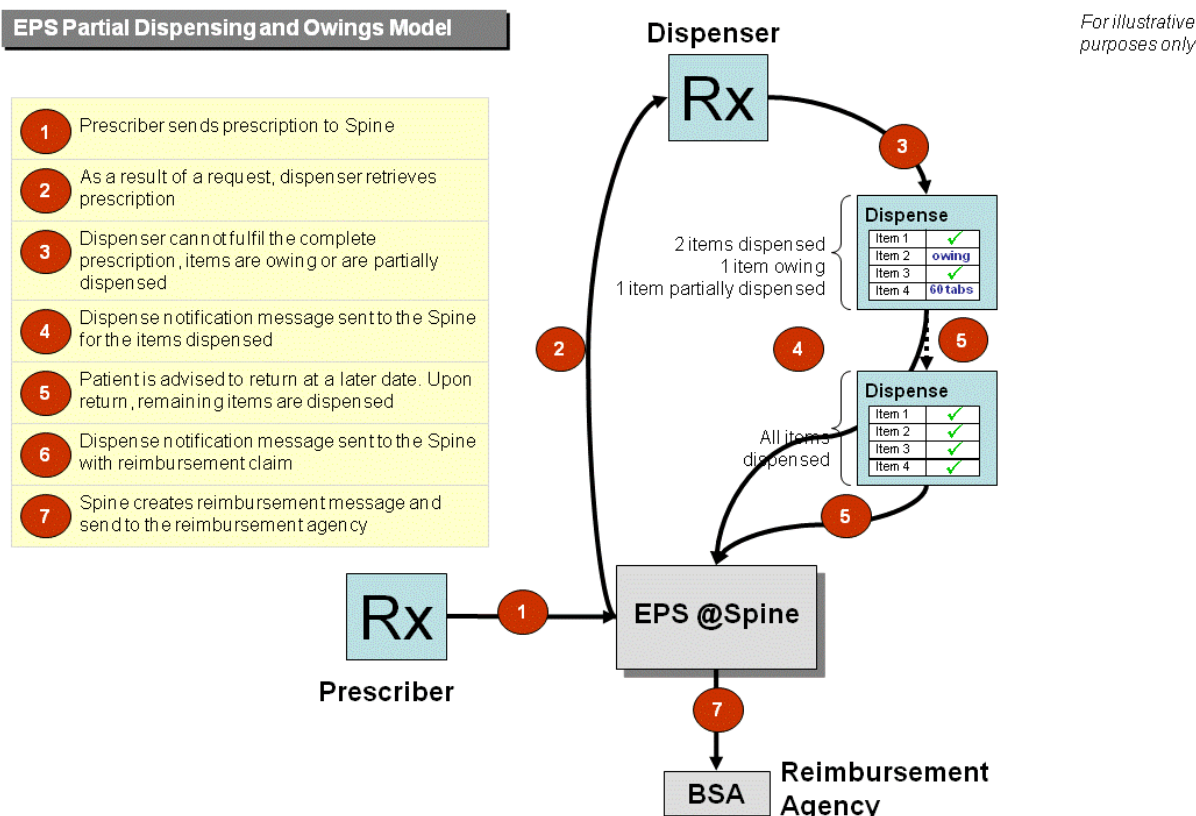 EPS Partial Dispensing and Owings Model
For illustrative
purposes only
1
Prescriber sends prescription to Spine
2
As a result of a request, dispenser retrieves
prescription
3
Dispenser cannot fulfil the complete
prescription, items are owing or are partially
dispensed
4
Dispense notification message sent to the Spine
for the items dispensed
5
Patient is advised to return at a later date. Upon
return, remaining items are dispensed
6
Dispense notification message sent to the Spine
with reimbursement claim
7
Spine creates reimbursement message and
send to the reimbursement agency
Dispenser
Rx
3
2 items dispensed
1 item owing
1 item partially dispensed
Dispense
Item 1 ✓
Item 2 owing
Item 3 ✓
Item 4 60 tabs
2
4
5
All items
dispensed
Dispense
Item 1 ✓
Item 2 ✓
Item 3 ✓
Item 4 ✓
5
Rx
Prescriber
1
EPS @Spine
7
BSA
Reimbursement
Agency